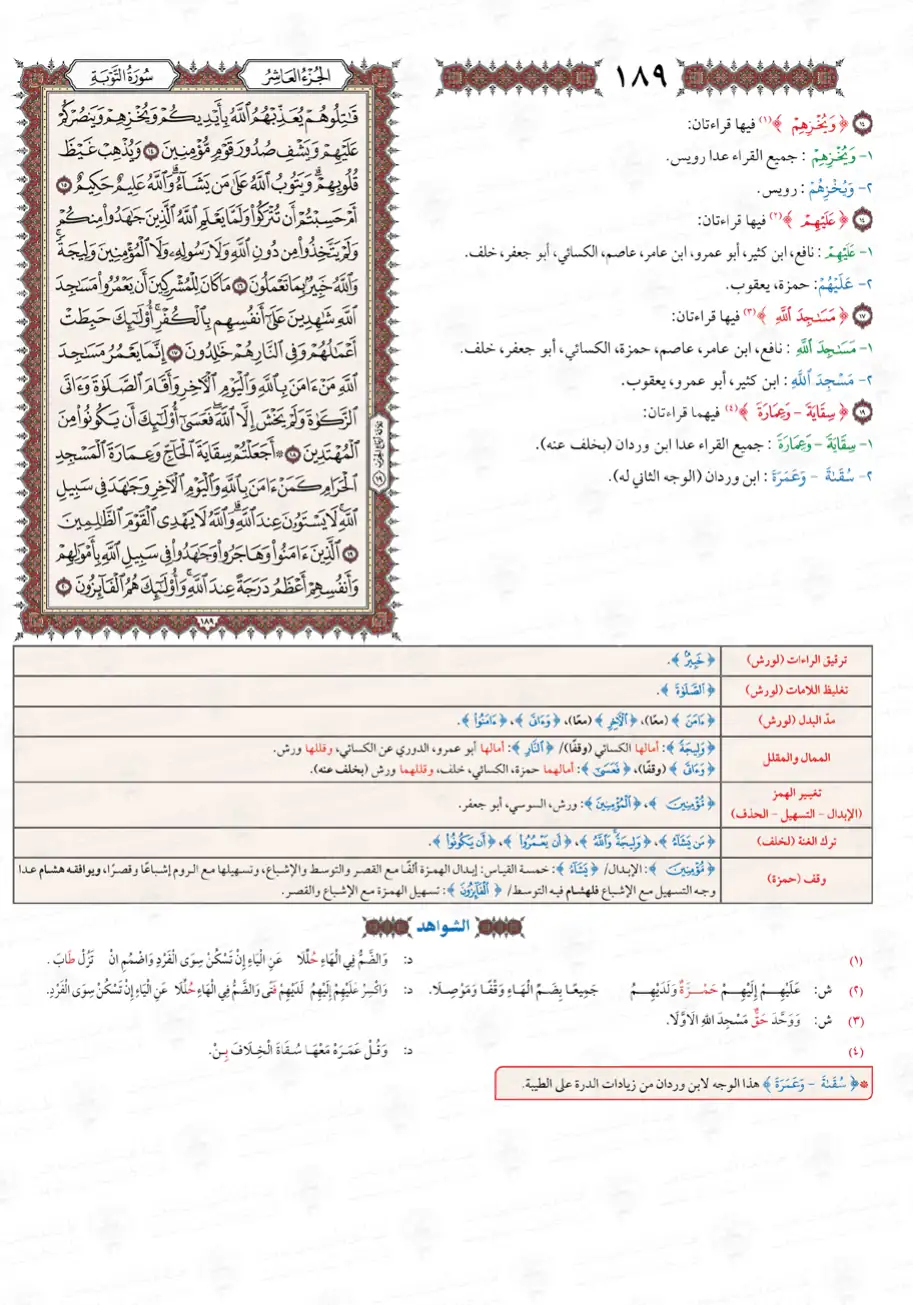 ١٨٩
١٤ ﴿ وَيُخْزِهِمْ ﴾(١) فيها قراءتان:
١- وَيُخْزِهِمْ : جميع القراء عدا رويس.
٢- وَيُخْزِهُمْ : رويس.
١٤ ﴿ عَلَيْهِمْ ﴾(٢) فيها قراءتان:
١- عَلَيْهِمْ : نافع، ابن كثير، أبو عمرو، ابن عامر، عاصم، الكسائي، أبو جعفر، خلف.
٢- عَلَيْهُمْ : حمزة، يعقوب.
١٧ ﴿ مَسَٰجِدَ ٱللَّهِ ﴾(٣) فيها قراءتان:
١- مَسَٰجِدَ ٱللَّهِ : نافع، ابن عامر، عاصم، حمزة، الكسائي، أبو جعفر، خلف.
٢- مَسْجِدَ ٱللَّهِ : ابن كثير، أبو عمرو، يعقوب.
١٩ ﴿ سِقَايَةَ – وَعِمَارَةَ ﴾(٤) فيهما قراءتان:
١- سِقَايَةَ – وَعِمَارَةَ : جميع القراء عدا ابن وردان (بخلف عنه).
٢- سُقَىٰةَ – وَعَمَرَةَ : ابن وردان (الوجه الثاني له).
الجُزْءُ العَاشِرُ سُورَةُ التَّوْبَةِ
قَٰتِلُوهُمْ يُعَذِّبْهُمُ ٱللَّهُ بِأَيْدِيكُمْ وَيُخْزِهِمْ وَيَنصُرْكُمْ
عَلَيْهِمْ وَيَشْفِ صُدُورَ قَوْمٍ مُّؤْمِنِينَ ١٤ وَيُذْهِبْ غَيْظَ
قُلُوبِهِمْ ۗ وَيَتُوبُ ٱللَّهُ عَلَىٰ مَن يَشَآءُ ۗ وَٱللَّهُ عَلِيمٌ حَكِيمٌ ١٥
أَمْ حَسِبْتُمْ أَن تُتْرَكُوا۟ وَلَمَّا يَعْلَمِ ٱللَّهُ ٱلَّذِينَ جَٰهَدُوا۟ مِنكُمْ
وَلَمْ يَتَّخِذُوا۟ مِن دُونِ ٱللَّهِ وَلَا رَسُولِهِۦ وَلَا ٱلْمُؤْمِنِينَ وَلِيجَةً ۚ
وَٱللَّهُ خَبِيرٌۢ بِمَا تَعْمَلُونَ ١٦ مَا كَانَ لِلْمُشْرِكِينَ أَن يَعْمُرُوا۟ مَسَٰجِدَ
ٱللَّهِ شَٰهِدِينَ عَلَىٰٓ أَنفُسِهِم بِٱلْكُفْرِ ۚ أُو۟لَٰٓئِكَ حَبِطَتْ
أَعْمَٰلُهُمْ وَفِى ٱلنَّارِ هُمْ خَٰلِدُونَ ١٧ إِنَّمَا يَعْمُرُ مَسَٰجِدَ
ٱللَّهِ مَنْ ءَامَنَ بِٱللَّهِ وَٱلْيَوْمِ ٱلْءَاخِرِ وَأَقَامَ ٱلصَّلَوٰةَ وَءَاتَى
ٱلزَّكَوٰةَ وَلَمْ يَخْشَ إِلَّا ٱللَّهَ ۖ فَعَسَىٰٓ أُو۟لَٰٓئِكَ أَن يَكُونُوا۟ مِنَ
ٱلْمُهْتَدِينَ ١٨ ۞ أَجَعَلْتُمْ سِقَايَةَ ٱلْحَآجِّ وَعِمَارَةَ ٱلْمَسْجِدِ
ٱلْحَرَامِ كَمَنْ ءَامَنَ بِٱللَّهِ وَٱلْيَوْمِ ٱلْءَاخِرِ وَجَٰهَدَ فِى سَبِيلِ
ٱللَّهِ ۚ لَا يَسْتَوُۥنَ عِندَ ٱللَّهِ ۗ وَٱللَّهُ لَا يَهْدِى ٱلْقَوْمَ ٱلظَّٰلِمِينَ
١٩ ٱلَّذِينَ ءَامَنُوا۟ وَهَاجَرُوا۟ وَجَٰهَدُوا۟ فِى سَبِيلِ ٱللَّهِ بِأَمْوَٰلِهِمْ
وَأَنفُسِهِمْ أَعْظَمُ دَرَجَةً عِندَ ٱللَّهِ ۚ وَأُو۟لَٰٓئِكَ هُمُ ٱلْفَآئِزُونَ ٢٠
١٨٩
ترقيق الراءات (لورش) ﴿ خَبِيرٌۢ ﴾.
تغليظ اللامات (لورش) ﴿ ٱلصَّلَوٰةَ ﴾.
مدّ البدل (لورش) ﴿ ءَامَنَ ﴾ (معًا)، ﴿ ٱلْءَاخِرِ ﴾ (معًا)، ﴿ وَءَاتَى ﴾، ﴿ ءَامَنُوا۟ ﴾.
الممال والمقلل ﴿ وَلِيجَةً ﴾: أمالها الكسائي (وقفًا)/ ﴿ ٱلنَّارِ ﴾: أمالها أبو عمرو، الدوري عن الكسائي، وقللها ورش.
﴿ وَءَاتَى ﴾ (وقفًا)، ﴿ فَعَسَىٰٓ ﴾: أمالهما حمزة، الكسائي، خلف، وقللهما ورش (بخلف عنه).
تغيير الهمز
(الإبدال – التسهيل – الحذف) ﴿ مُّؤْمِنِينَ ﴾، ﴿ ٱلْمُؤْمِنِينَ ﴾: ورش، السوسي، أبو جعفر.
ترك الغنة (لخلف) ﴿ مَن يَشَآءُ ﴾، ﴿ وَلِيجَةً ۚ وَٱللَّهُ ﴾، ﴿ أَن يَعْمُرُوا۟ ﴾، ﴿ أَن يَكُونُوا۟ ﴾.
وقف (حمزة) ﴿ مُّؤْمِنِينَ ﴾: الإبدال/ ﴿ يَشَآءُ ﴾: خمسة القياس: إبدال الهمزة ألفًا مع القصر والتوسط والإشباع، وتسهيلها مع الروم إشباعًا وقصرًا، ويوافقه هشام عدا
وجه التسهيل مع الإشباع فلهشام فيه التوسط/ ﴿ ٱلْفَآئِزُونَ ﴾: تسهيل الهمزة مع الإشباع والقصر.
الشواهد
(١) د: وَالضَّمُّ فِي الْهَاءِ حُلِّلَا عَنِ الْيَاءِ إِنْ تَسْكُنْ سِوَى الْفَرْدِ وَاضْمُمِ انْ تَزُلْ طَابَ .
(٢) ش: عَلَيْهِمْ إِلَيْهِمْ حَمْزَةٌ وَلَدَيْهِمُ جَمِيعًا بِضَمِّ الْهَاءِ وَقْفًا وَمَوْصِلَا. د: وَاكْسِرْ عَلَيْهِمْ إِلَيْهِمُ لَدَيْهِمْ فَتًى وَالضَّمُّ فِي الْهَاءِ حُلِّلَا عَنِ الْيَاءِ إِنْ تَسْكُنْ سِوَى الْفَرْدِ.
(٣) ش: وَوَحَّدَ حَقٌّ مَسْجِدَ اللهِ الَاوَّلَا.
(٤) د: وَقُلْ عَمَرَهْ مَعْهَا سُقَاةَ الْخِلَافَ بِنْ.
*﴿ سُقَىٰةَ – وَعَمَرَةَ ﴾ هذا الوجه لابن وردان من زيادات الدرة على الطيبة.